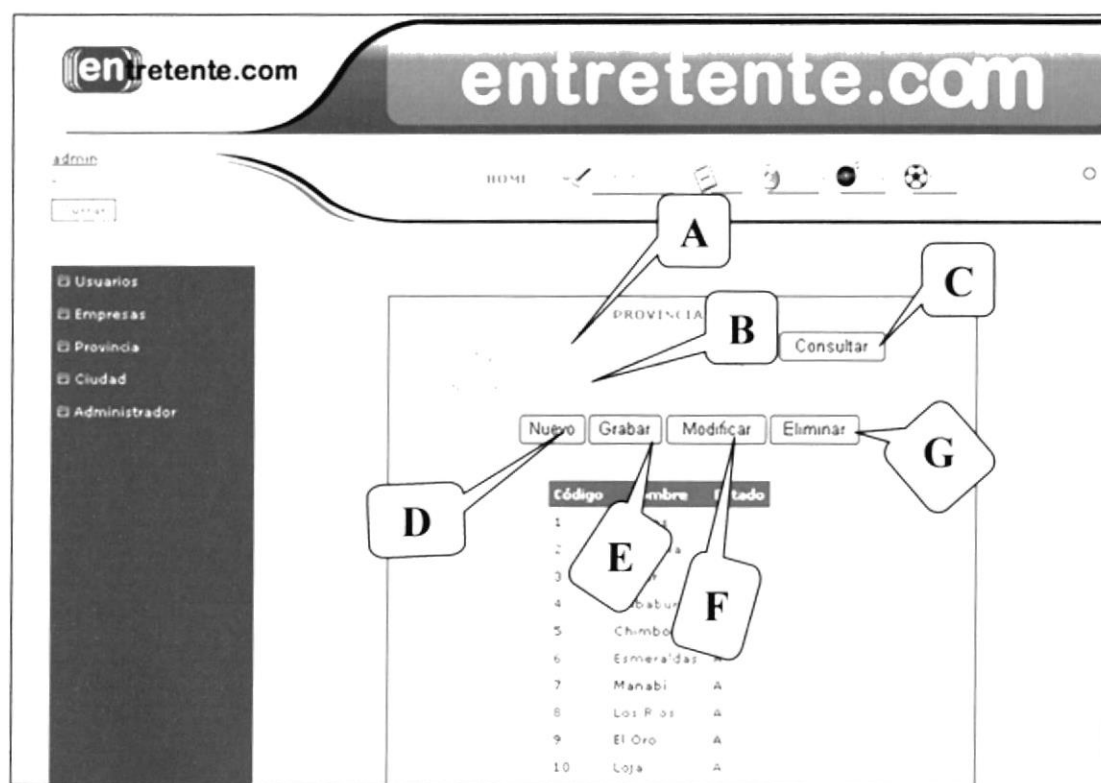 entretente.com
entretente.com
admin
HOME
Usuarios
Empresas
Provincia
Ciudad
Administrador
A
B
C
PROVINCIA
Consultar
Nuevo Grabar Modificar Eliminar
D
E
F
G
Código
1
2
3
4
5
6 Esmeraldas A
7 Manabi A
8 Los Rios A
9 El Oro A
10 Loja A